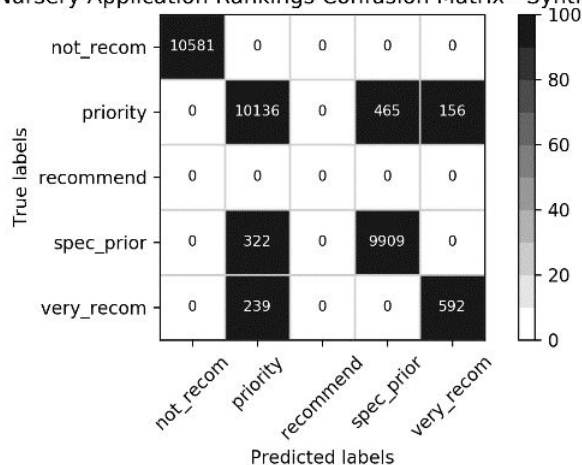 Nursery Application Rankings Confusion Matrix
100
not_recom 10581 0 0 0 0
80
priority 0 10136 0 465 156
60
recommend 0 0 0 0 0
40
spec_prior 0 322 0 9909 0
20
very_recom 0 239 0 0 592
0
not_recom priority recommend spec_prior very_recom
True labels
Predicted labels